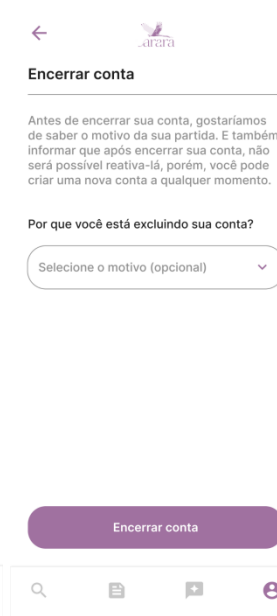 arara
Encerrar conta
Antes de encerrar sua conta, gostaríamos
de saber o motivo da sua partida. E também
informar que após encerrar sua conta, não
será possível reativa-lá, porém, você pode
criar uma nova conta a qualquer momento.
Por que você está excluindo sua conta?
Selecione o motivo (opcional)
Encerrar conta